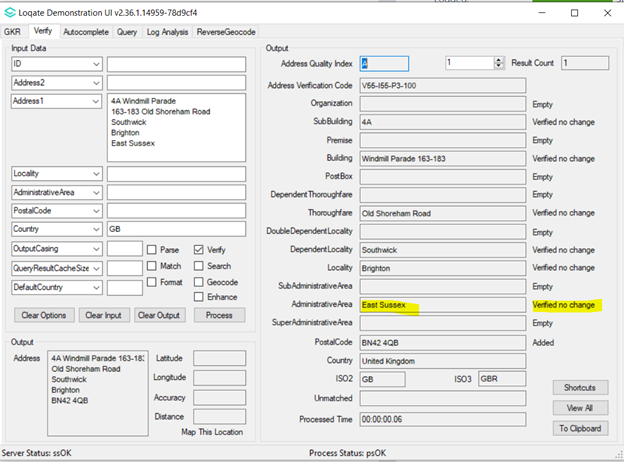 Loqate Demonstration UI v2.36.1.14959-78d9cf4
GKR Verify Autocomplete Query Log Analysis ReverseGeocode
Input Data
ID
Address2
Address1
4A Windmill Parade
163-183 Old Shoreham Road
Southwick
Brighton
East Sussex
Locality
AdministrativeArea
PostalCode
Country GB
OutputCasing Parse Verify
QueryResultCacheSize Match Search
DefaultCountry Format Geocode
Enhance
Clear Options Clear Input Clear Output Process
Output
Address
4A Windmill Parade 163-183
Old Shoreham Road
Southwick
Brighton
BN42 4QB
Latitude
Longitude
Accuracy
Distance
Map This Location
Output
Address Quality Index A 1 Result Count 1
Address Verification Code V55-I55-P3-100
Organization Empty
SubBuilding 4A Verified no change
Premise Empty
Building Windmill Parade 163-183 Verified no change
PostBox Empty
DependentThoroughfare Empty
Thoroughfare Old Shoreham Road Verified no change
DoubleDependentLocality Empty
DependentLocality Southwick Verified no change
Locality Brighton Verified no change
SubAdministrativeArea Empty
AdministrativeArea East Sussex Verified no change
SuperAdministrativeArea Empty
PostalCode BN42 4QB Added
Country United Kingdom
ISO2 GB ISO3 GBR
Unmatched
Processed Time 00:00:00.06
Shortcuts
View All
To Clipboard
Server Status: ssOK Process Status: psOK